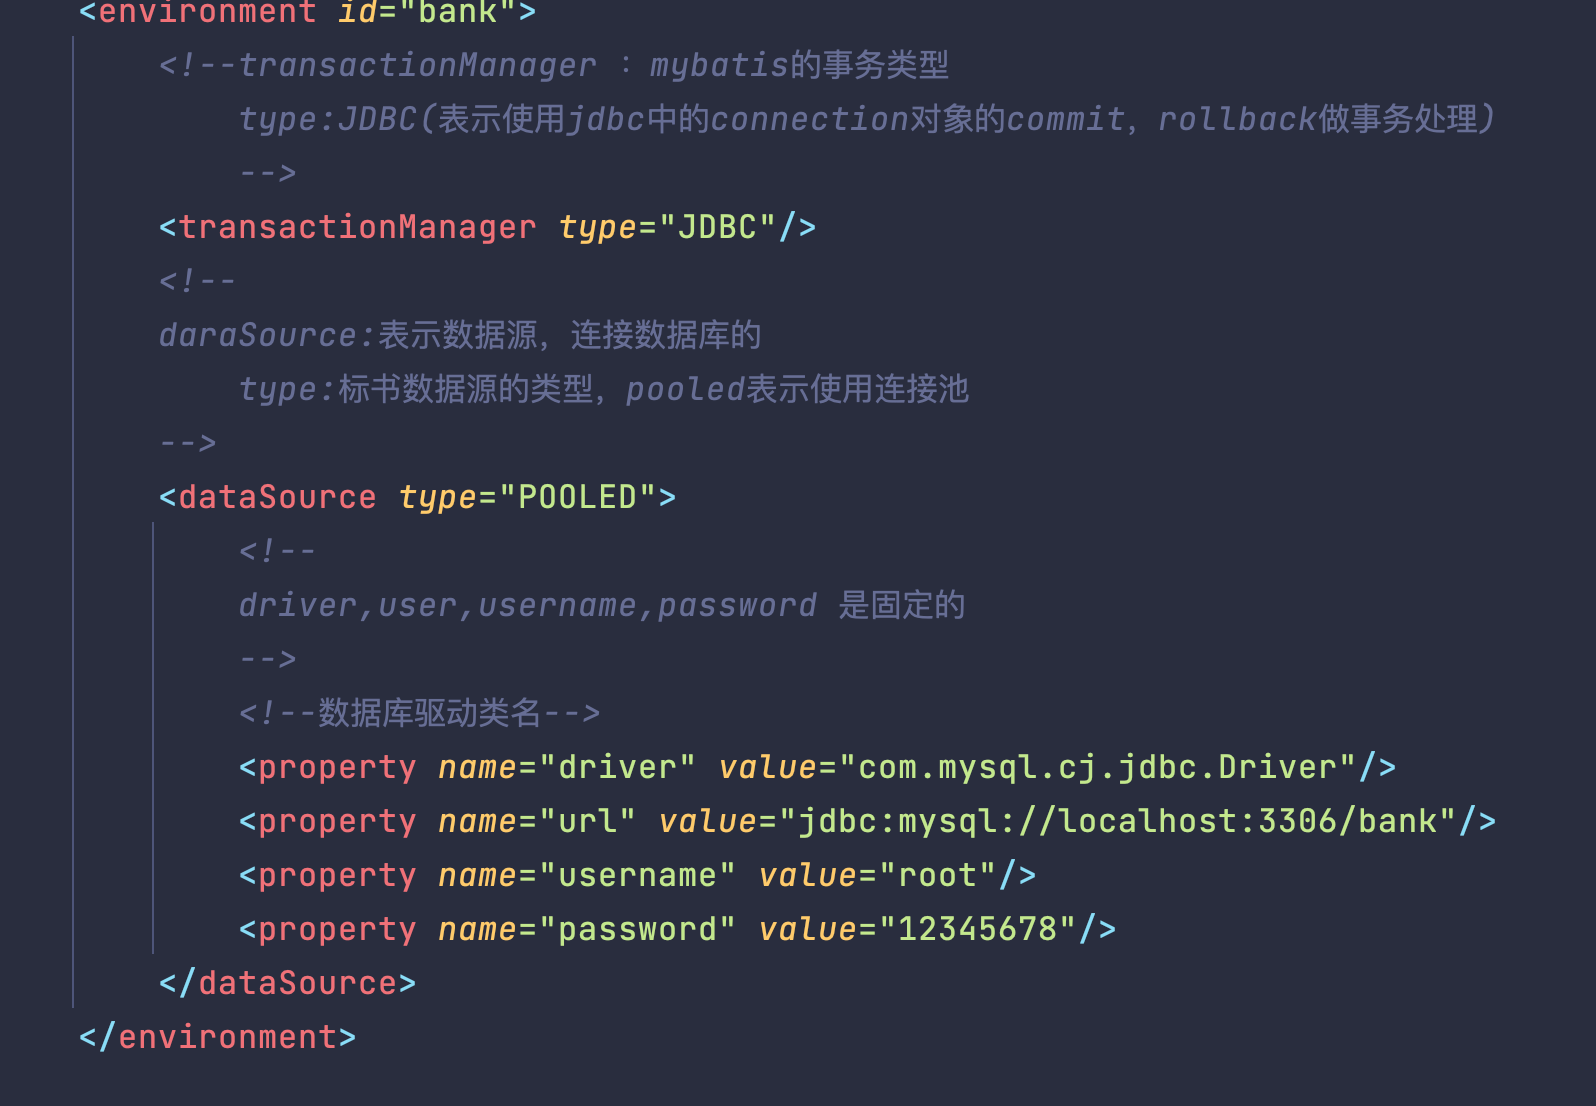 <environment id="bank">
<!--transactionManager : mybatis的事务类型
type:JDBC(表示使用jdbc中的connection对象的commit，rollback做事务处理)
-->
<transactionManager type="JDBC"/>
<!--
daraSource:表示数据源，连接数据库的
type:标书数据源的类型，pooled表示使用连接池
-->
<dataSource type="POOLED">
<!--
driver,user,username,password 是固定的
-->
<!--数据库驱动类名-->
<property name="driver" value="com.mysql.cj.jdbc.Driver"/>
<property name="url" value="jdbc:mysql://localhost:3306/bank"/>
<property name="username" value="root"/>
<property name="password" value="12345678"/>
</dataSource>
</environment>